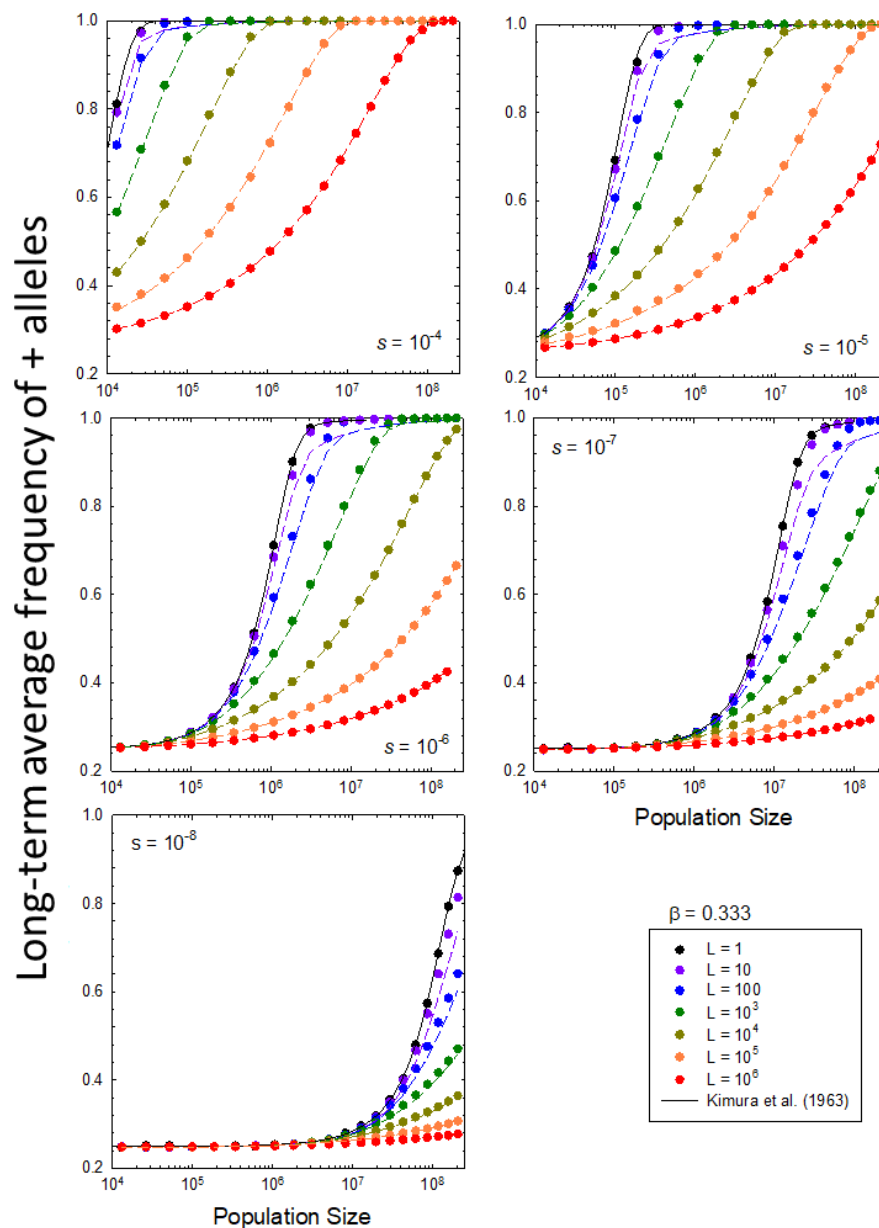 Long-term average frequency of + alleles
1.0
0.8
0.6
0.4
0.2
s = 10⁻⁴
10⁴ 10⁵ 10⁶ 10⁷ 10⁸
1.0
0.8
0.6
0.4
0.2
s = 10⁻⁵
10⁴ 10⁵ 10⁶ 10⁷ 10⁸
1.0
0.8
0.6
0.4
0.2
s = 10⁻⁶
10⁴ 10⁵ 10⁶ 10⁷ 10⁸
1.0
0.8
0.6
0.4
0.2
s = 10⁻⁷
10⁴ 10⁵ 10⁶ 10⁷ 10⁸
Population Size
1.0
0.8
0.6
0.4
0.2
s = 10⁻⁸
10⁴ 10⁵ 10⁶ 10⁷ 10⁸
Population Size
β = 0.333
L = 1
L = 10
L = 100
L = 10³
L = 10⁴
L = 10⁵
L = 10⁶
Kimura et al. (1963)